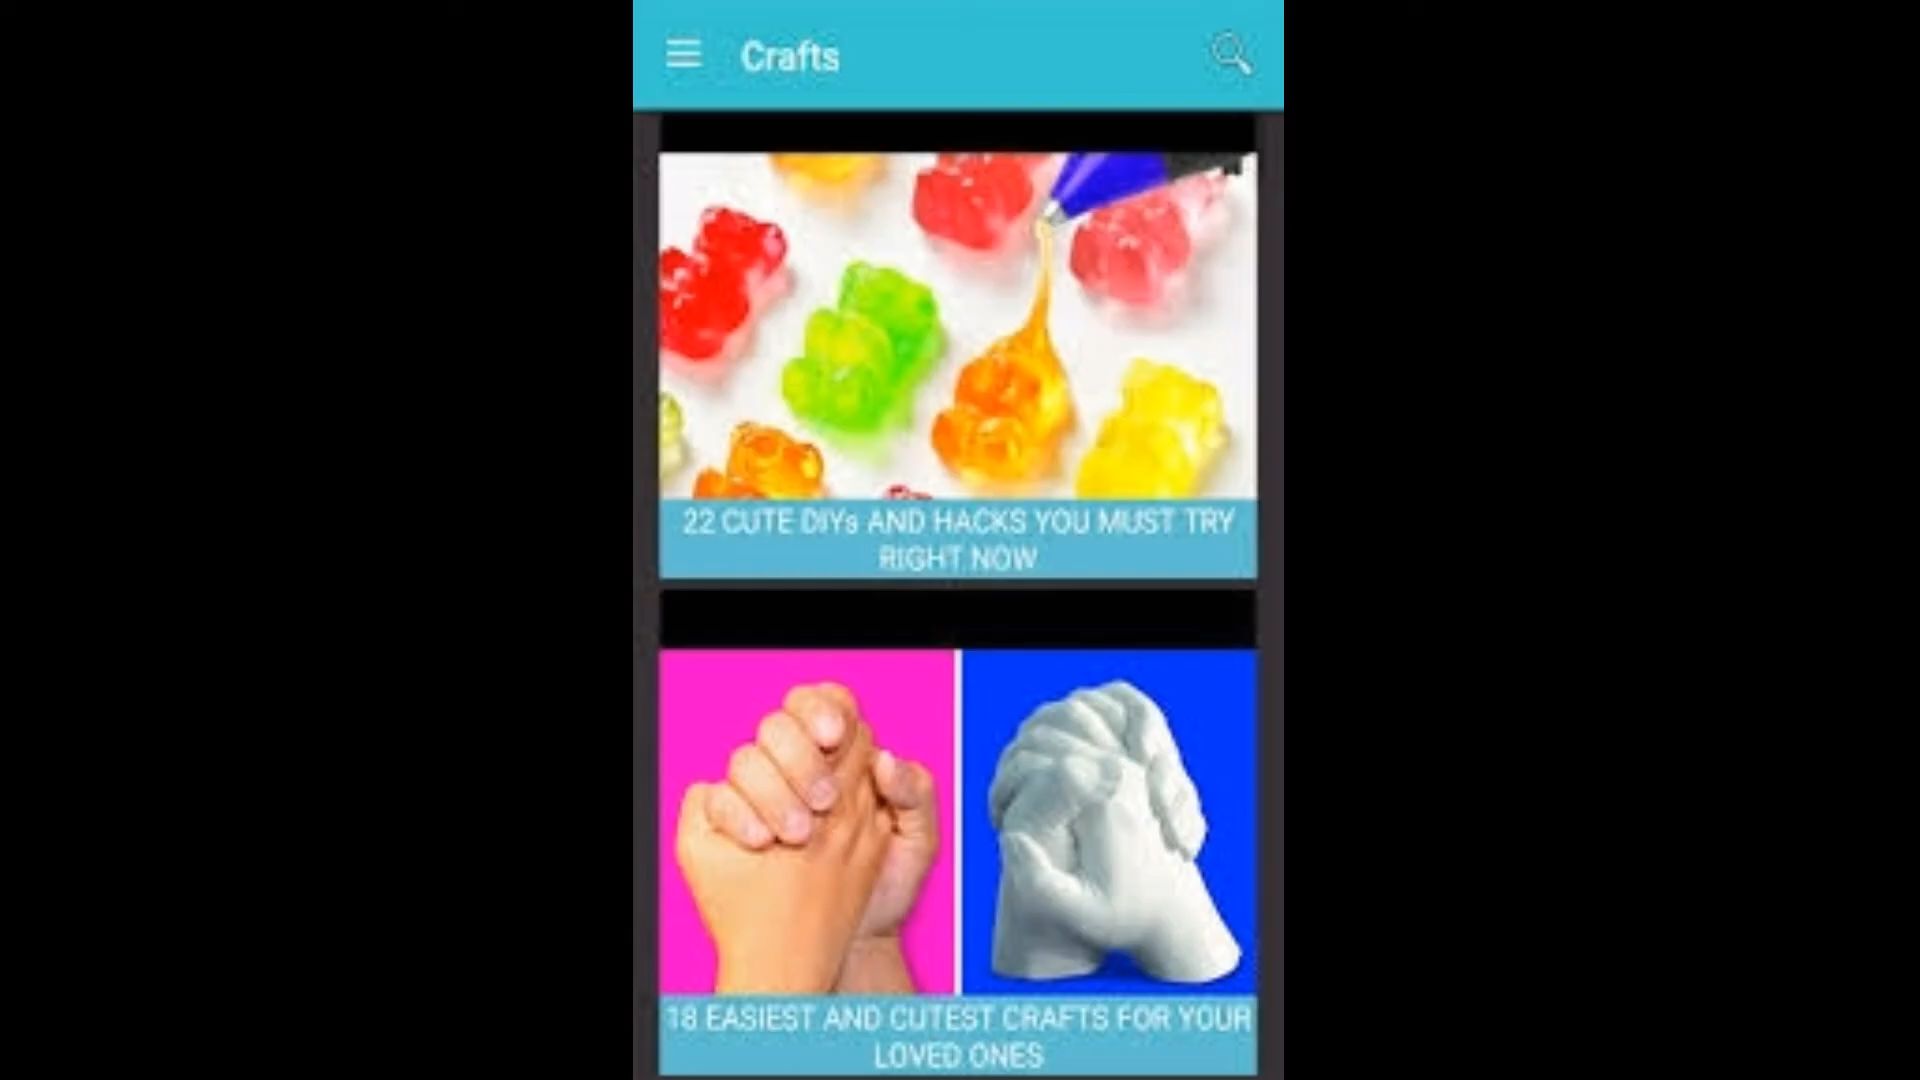 Crafts
22 CUTE DIYs AND HACKS YOU MUST TRY
RIGHT NOW
18 EASIEST AND CUTEST CRAFTS FOR YOUR
LOVED ONES